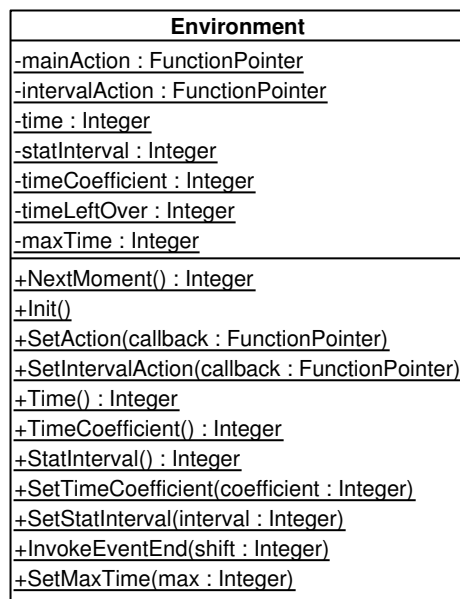 Environment
-mainAction : FunctionPointer
-intervalAction : FunctionPointer
-time : Integer
-statInterval : Integer
-timeCoefficient : Integer
-timeLeftOver : Integer
-maxTime : Integer
+NextMoment() : Integer
+Init()
+SetAction(callback : FunctionPointer)
+SetIntervalAction(callback : FunctionPointer)
+Time() : Integer
+TimeCoefficient() : Integer
+StatInterval() : Integer
+SetTimeCoefficient(coefficient : Integer)
+SetStatInterval(interval : Integer)
+InvokeEventEnd(shift : Integer)
+SetMaxTime(max : Integer)